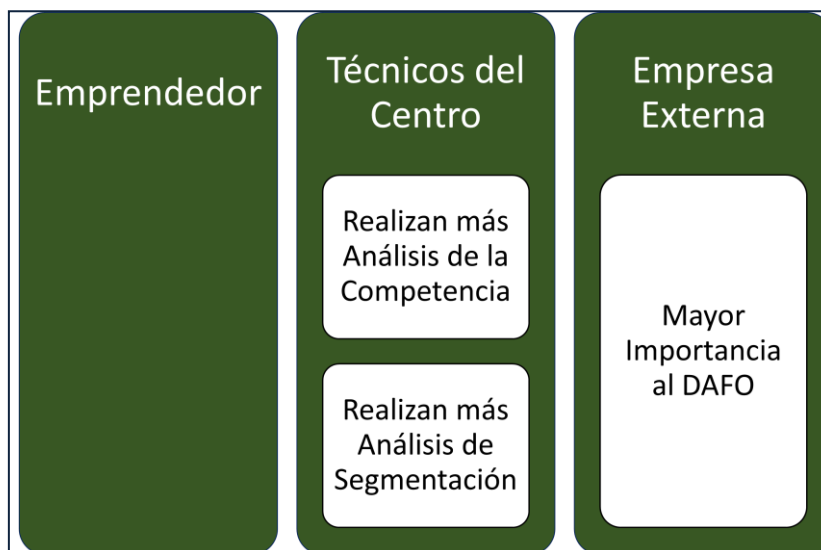 Emprendedor
Técnicos del
Centro
Realizan más
Análisis de la
Competencia
Realizan más
Análisis de
Segmentación
Empresa
Externa
Mayor
Importancia
al DAFO